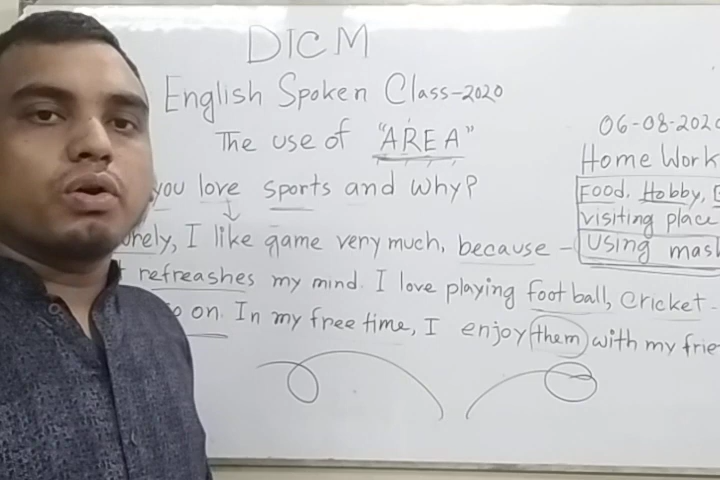 DICM
English Spoken Class-2020
The use of "AREA"
06-08-2020
Home Work
you love sports and why?
Food, Hobby,
visiting place
using mask
I like game very much, because -
refreashes my mind. I love playing football, Cricket
on. In my free time, I enjoy them with my